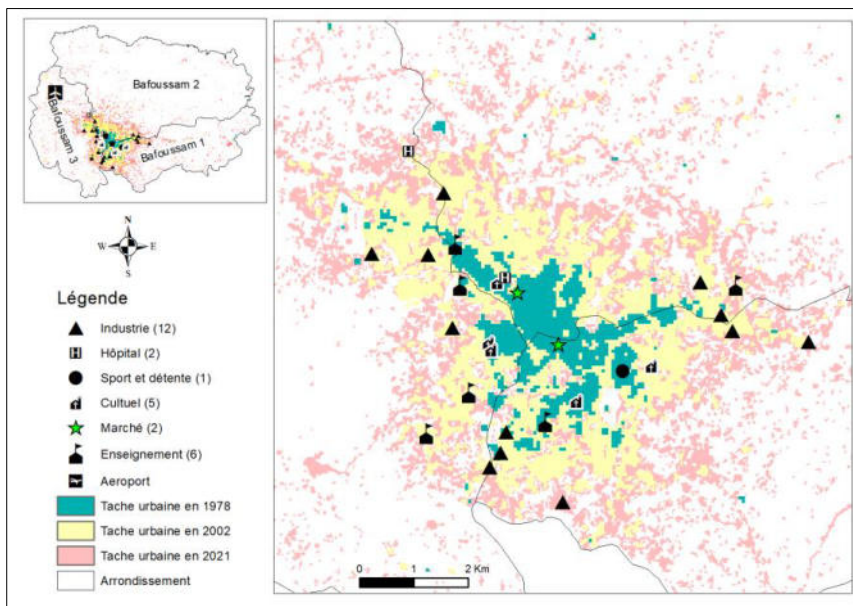 Bafoussam 2
Bafoussam 3
Bafoussam 1
N
W E
S
Légende
Industrie (12)
H Hôpital (2)
Sport et détente (1)
Cultuel (5)
Marché (2)
Enseignement (6)
Aeroport
Tache urbaine en 1978
Tache urbaine en 2002
Tache urbaine en 2021
Arrondissement
H
H
0 1 2 Km